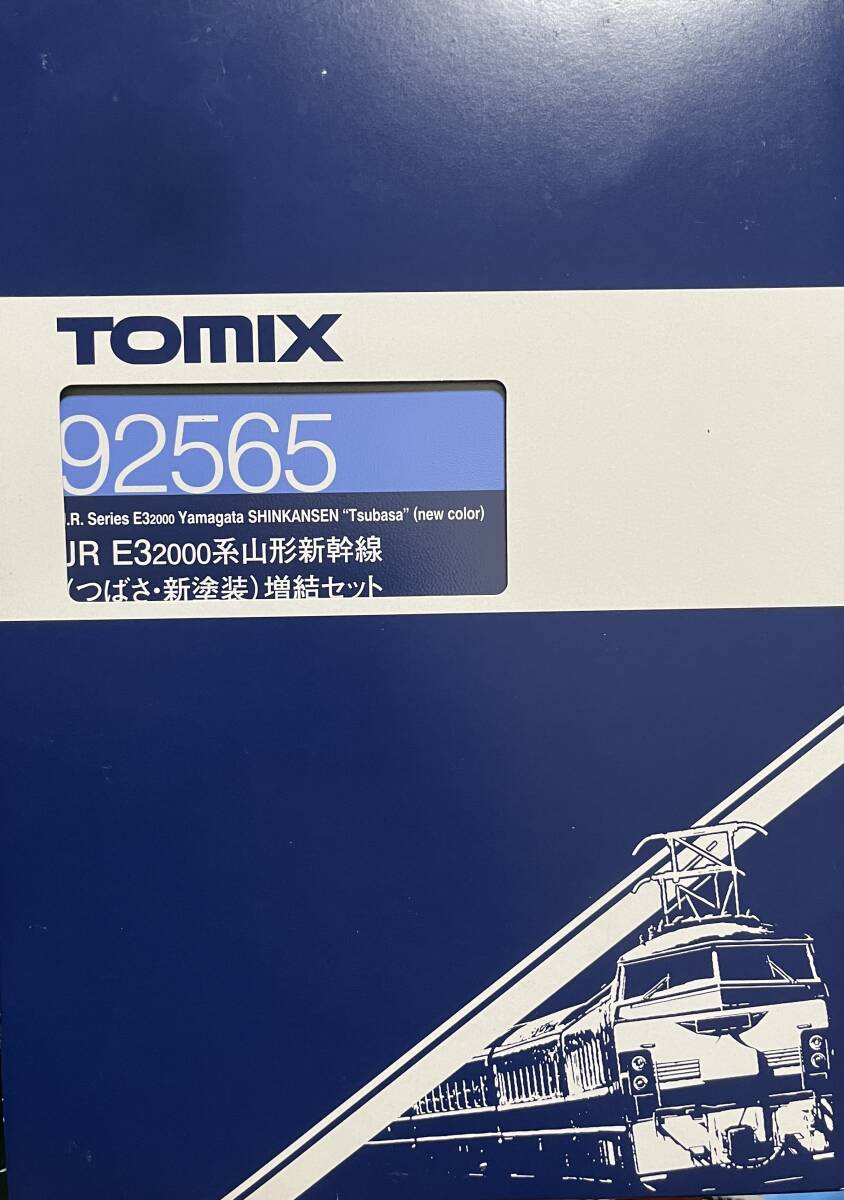 TOMIX
92565
J.R. Series E32000 Yamagata SHINKANSEN “Tsubasa” (new color)
JR E32000系山形新幹線
(つばさ・新塗装)増結セット